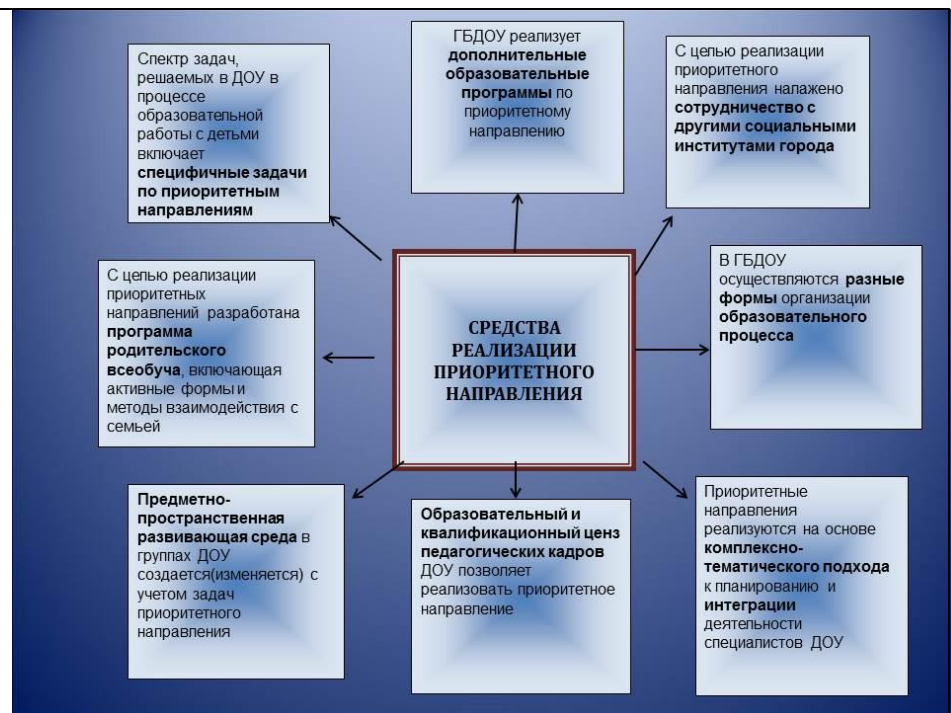 Спектр задач,
решаемых в ДОУ в
процессе
образовательной
работы с детьми
включает
специфичные задачи
по приоритетным
направлениям
ГБДОУ реализует
дополнительные
образовательные
программы по
приоритетному
направлению
С целью реализации
приоритетного
направления налажено
сотрудничество с
другими социальными
институтами города
С целью реализации
приоритетных
направлений разработана
программа
родительского
всеобуча, включающая
активные формы и
методы взаимодействия с
семьей
СРЕДСТВА
РЕАЛИЗАЦИИ
ПРИОРИТЕТНОГО
НАПРАВЛЕНИЯ
В ГБДОУ
осуществляются разные
формы организации
образовательного
процесса
Предметно-
пространственная
развивающая среда в
группах ДОУ
создается(изменяется) с
учетом задач
приоритетного
направления
Образовательный и
квалификационный ценз
педагогических кадров
ДОУ позволяет
реализовать приоритетное
направление
Приоритетные
направления
реализуются на основе
комплексно-
тематического подхода
к планированию и
интеграции
деятельности
специалистов ДОУ